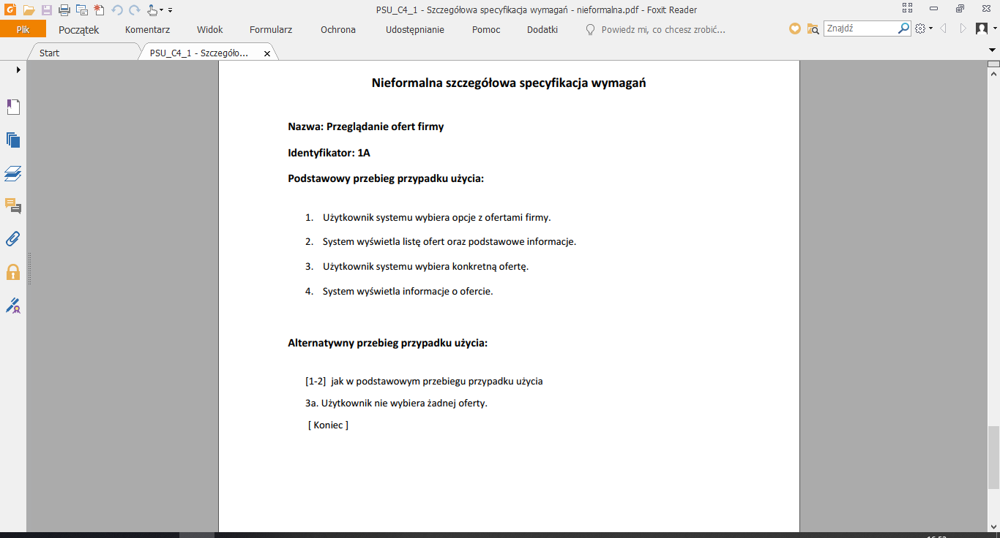 PSU_C4_1 - Szczegółowa specyfikacja wymagań - nieformalna.pdf - Foxit Reader
Plik Początek Komentarz Widok Formularz Ochrona Udostępnianie Pomoc Dodatki Powiedz mi, co chcesz zrobić... Znajdź
Start PSU_C4_1 - Szczegóło...
Nieformalna szczegółowa specyfikacja wymagań
Nazwa: Przeglądanie ofert firmy
Identyfikator: 1A
Podstawowy przebieg przypadku użycia:
1. Użytkownik systemu wybiera opcje z ofertami firmy.
2. System wyświetla listę ofert oraz podstawowe informacje.
3. Użytkownik systemu wybiera konkretną ofertę.
4. System wyświetla informacje o ofercie.
Alternatywny przebieg przypadku użycia:
[1-2] jak w podstawowym przebiegu przypadku użycia
3a. Użytkownik nie wybiera żadnej oferty.
[ Koniec ]